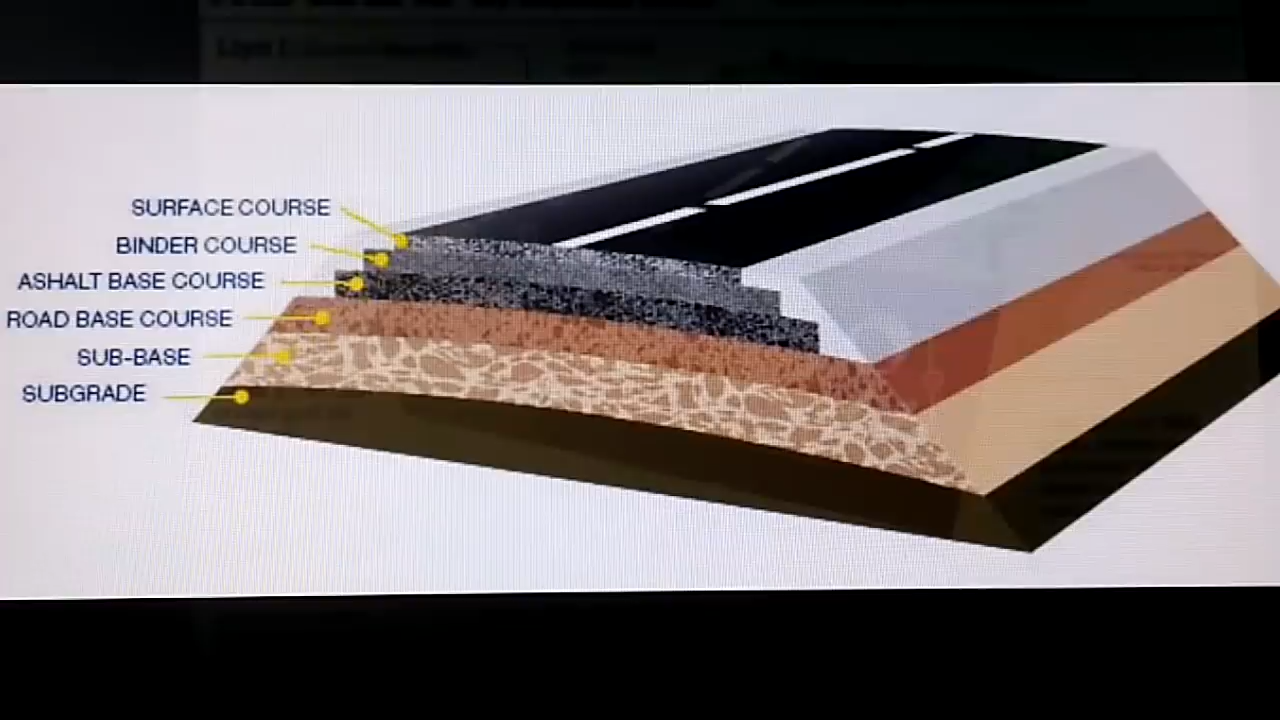 SURFACE COURSE
BINDER COURSE
ASHALT BASE COURSE
ROAD BASE COURSE
SUB-BASE
SUBGRADE